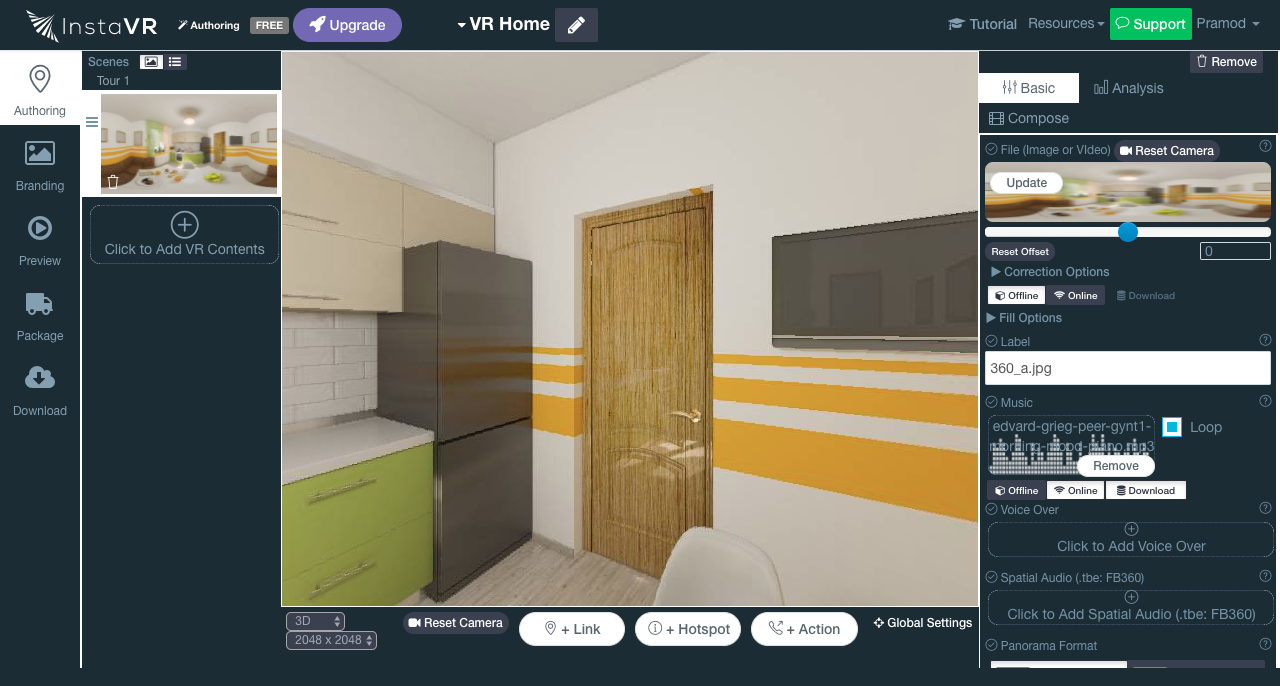 InstaVR
Authoring
FREE
Upgrade
VR Home
Tutorial
Resources
Support
Pramod
Authoring
Branding
Preview
Package
Download
Scenes
Tour 1
Click to Add VR Contents
3D
2048 x 2048
Reset Camera
+ Link
+ Hotspot
+ Action
Global Settings
Remove
Basic
Analysis
Compose
File (Image or VIdeo)
Reset Camera
Update
Reset Offset
0
Correction Options
Offline
Online
Download
Fill Options
Label
360_a.jpg
Music
edvard-grieg-peer-gynt1-
morning-mood-piano.mp3
Loop
Remove
Offline
Online
Download
Voice Over
Click to Add Voice Over
Spatial Audio (.tbe: FB360)
Click to Add Spatial Audio (.tbe: FB360)
Panorama Format